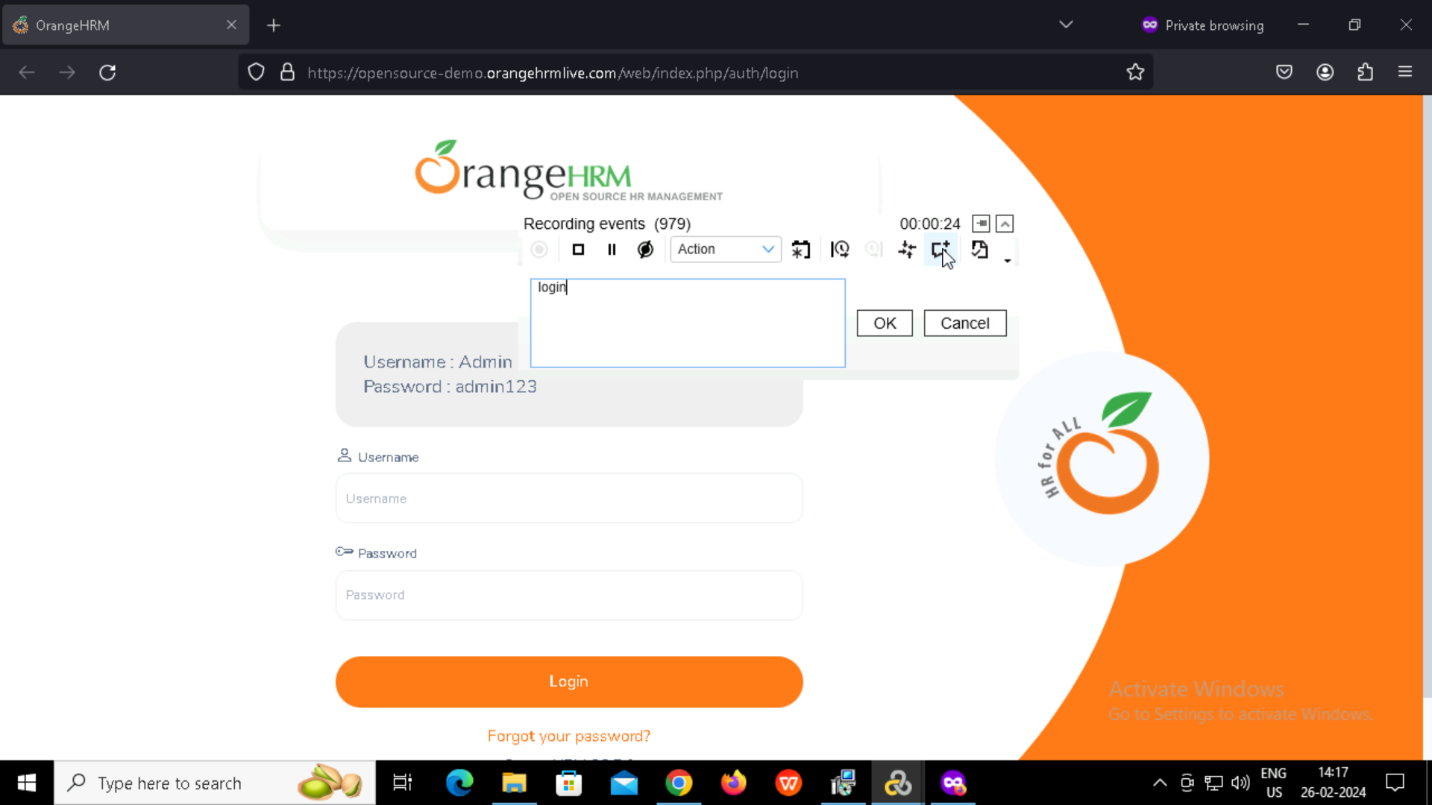 OrangeHRM
Private browsing
https://opensource-demo.orangehrmlive.com/web/index.php/auth/login
OrangeHRM
OPEN SOURCE HR MANAGEMENT
Recording events (979)
00:00:24
Action
login
OK
Cancel
Username : Admin
Password : admin123
Username
Username
Password
Password
Login
Forgot your password?
HR for ALL
Activate Windows
Go to Settings to activate Windows.
Type here to search
ENG
US
14:17
26-02-2024